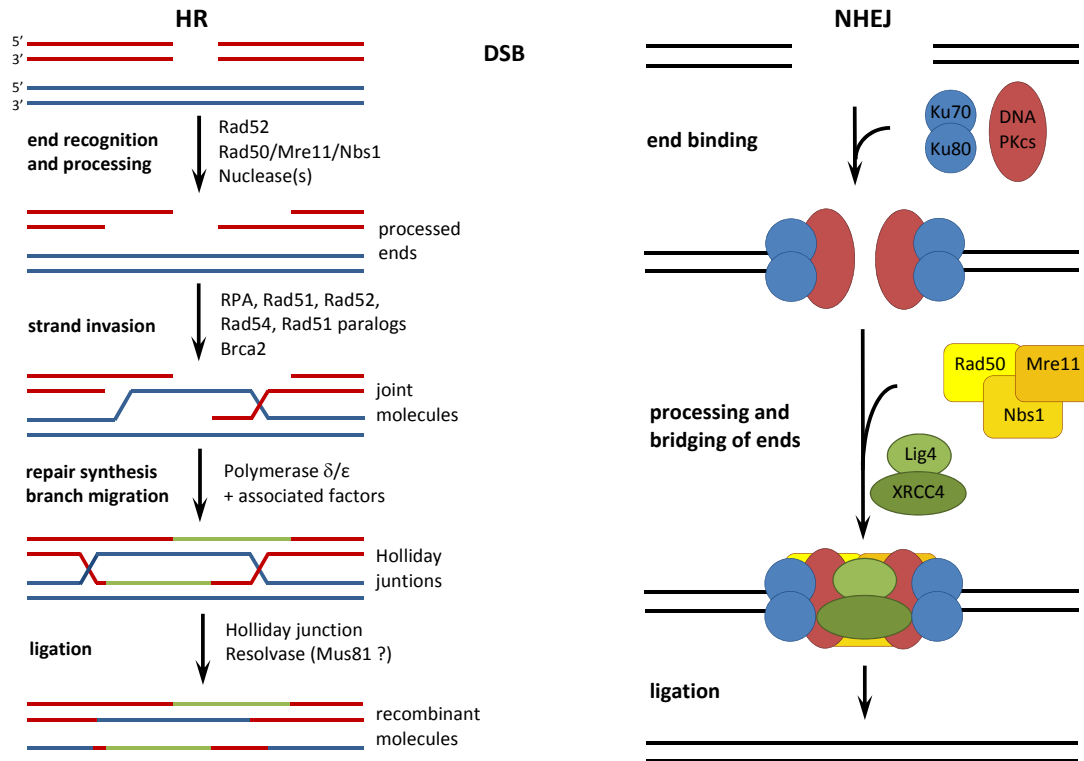 HR
5’
3’
5’
3’
end recognition
and processing
Rad52
Rad50/Mre11/Nbs1
Nuclease(s)
processed
ends
strand invasion
RPA, Rad51, Rad52,
Rad54, Rad51 paralogs
Brca2
joint
molecules
repair synthesis
branch migration
Polymerase δ/ε
+ associated factors
Holliday
juntions
ligation
Holliday junction
Resolvase (Mus81 ?)
recombinant
molecules
DSB
NHEJ
end binding
Ku70
Ku80
DNA
PKcs
processing and
bridging of ends
Rad50
Mre11
Nbs1
Lig4
XRCC4
ligation